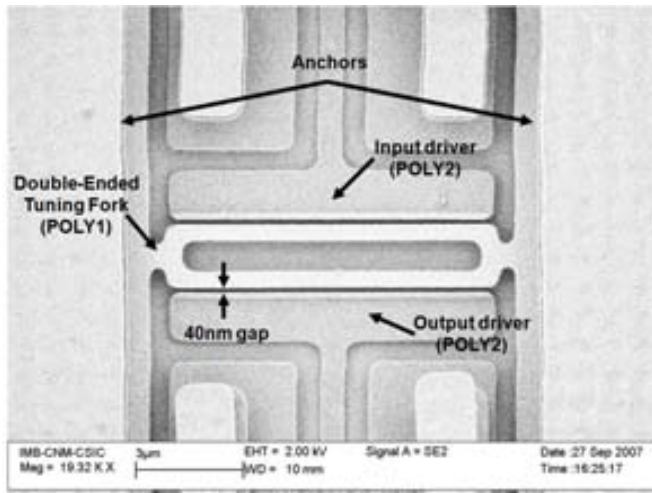 Anchors
Input driver
(POLY2)
Double-Ended
Tuning Fork
(POLY1)
40nm gap
Output driver
(POLY2)
IMB-CNM-CSIC
Mag = 19.32 K X
3µm
EHT = 2.00 kV
WD = 10 mm
Signal A = SE2
Date :27 Sep 2007
Time :16:25:17